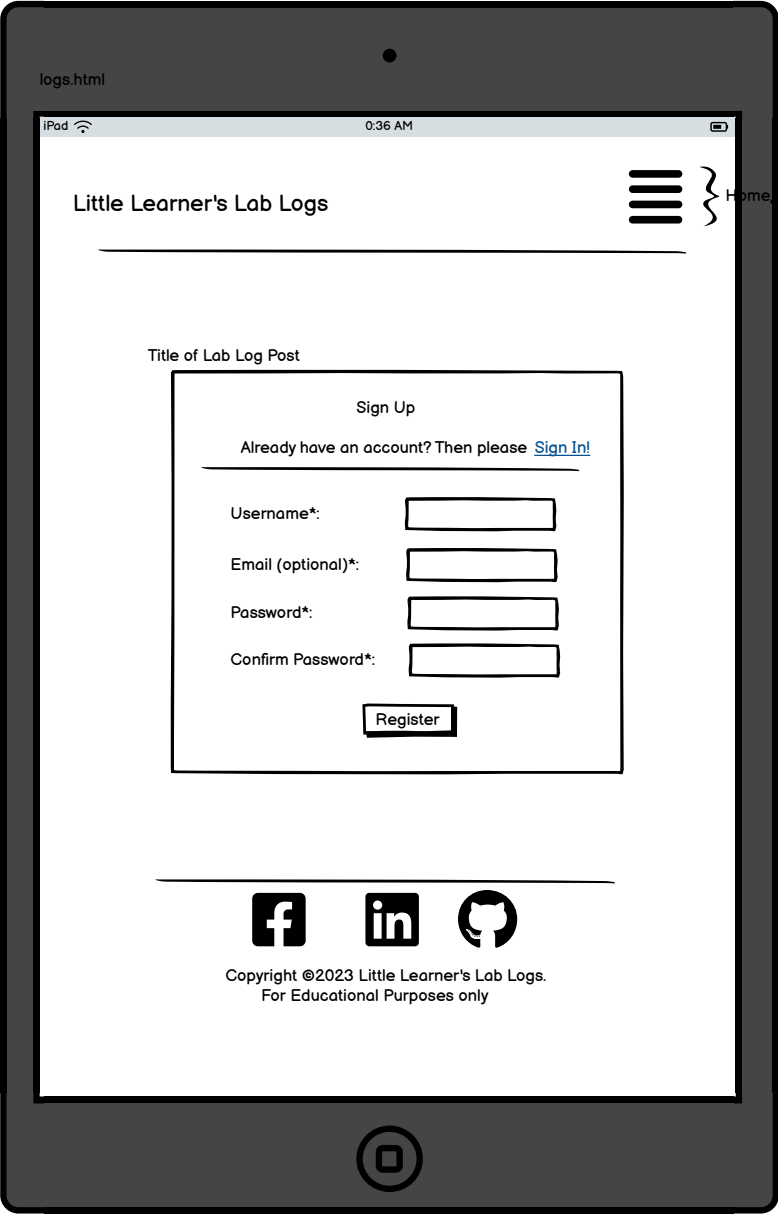 logs.html
iPad 0:36 AM
Little Learner's Lab Logs
Home,
Title of Lab Log Post
Sign Up
Already have an account? Then please Sign In!
Username*:
Email (optional)*:
Password*:
Confirm Password*:
Register
in
Copyright ©2023 Little Learner's Lab Logs.
For Educational Purposes only